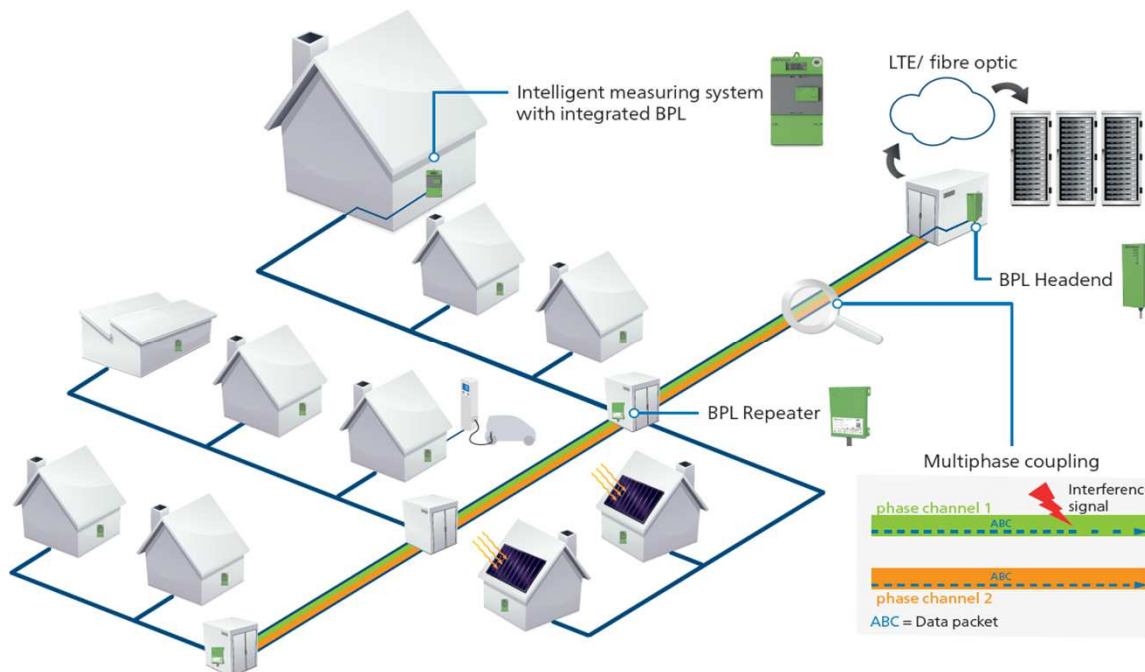 LTE/ fibre optic
Intelligent measuring system
with integrated BPL
BPL Headend
BPL Repeater
Multiphase coupling
Interferenc
signal
phase channel 1
ABC
ABC
phase channel 2
ABC = Data packet